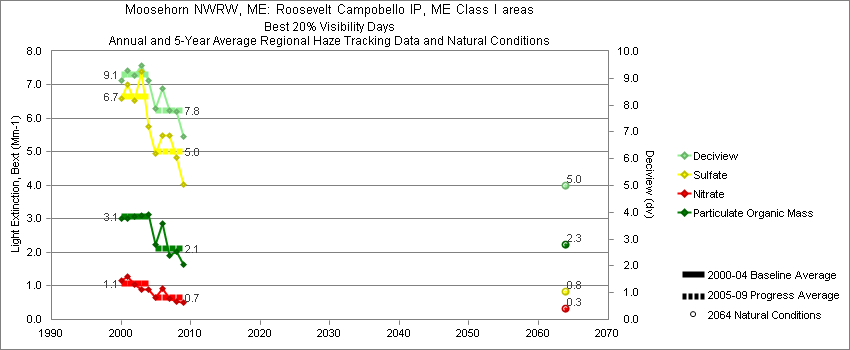 Moosehorn NWRW, ME: Roosevelt Campobello IP, ME Class I areas
Best 20% Visibility Days
Annual and 5-Year Average Regional Haze Tracking Data and Natural Conditions
8.0
7.0
6.0
5.0
4.0
3.0
2.0
1.0
0.0
Light Extinction, Bext (Mm-1)
10.0
9.0
8.0
7.0
6.0
5.0
4.0
3.0
2.0
1.0
0.0
Deciview (dv)
9.1
6.7
7.8
5.0
3.1
2.1
1.1
0.7
5.0
2.3
0.8
0.3
1990 2000 2010 2020 2030 2040 2050 2060 2070
Deciview
Sulfate
Nitrate
Particulate Organic Mass
2000-04 Baseline Average
2005-09 Progress Average
2064 Natural Conditions